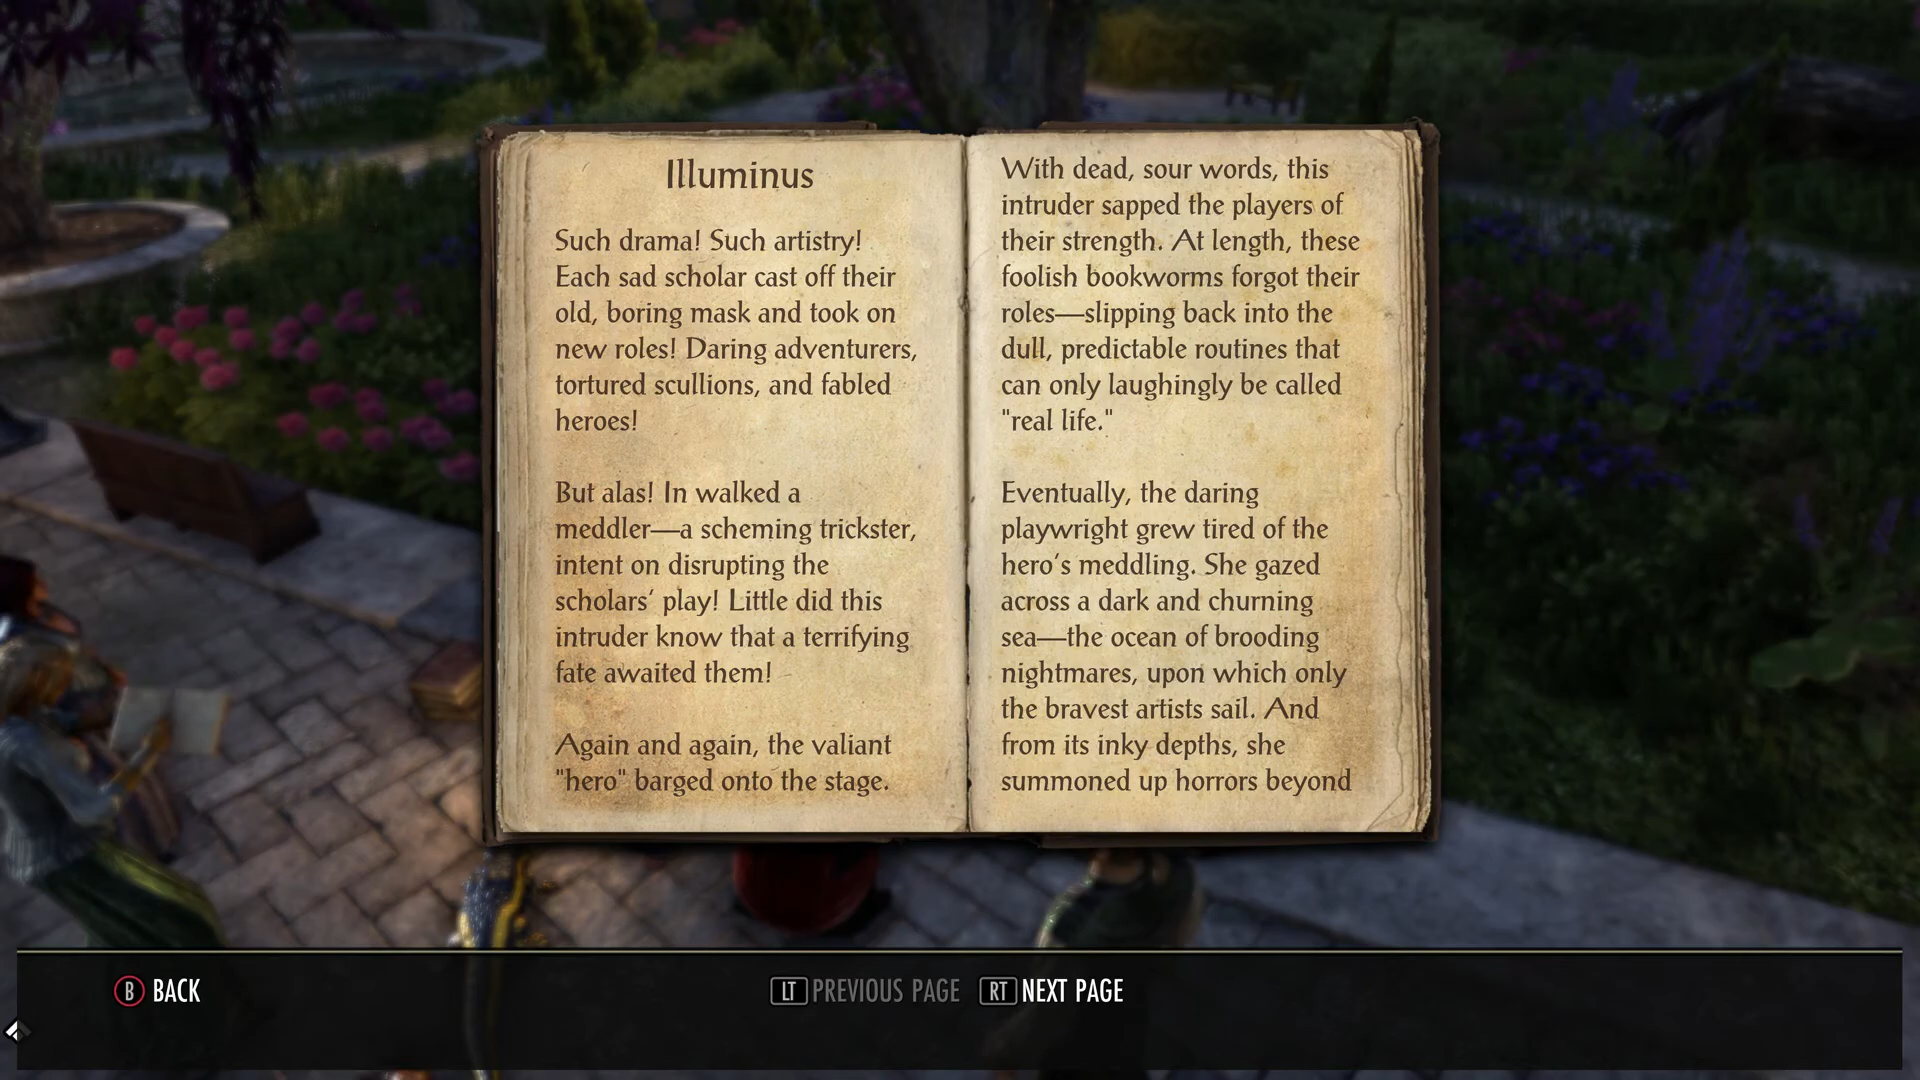 Illuminus
Such drama! Such artistry!
Each sad scholar cast off their
old, boring mask and took on
new roles! Daring adventurers,
tortured scullions, and fabled
heroes!
But alas! In walked a
meddler—a scheming trickster,
intent on disrupting the
scholars' play! Little did this
intruder know that a terrifying
fate awaited them!
Again and again, the valiant
"hero" barged onto the stage.
With dead, sour words, this
intruder sapped the players of
their strength. At length, these
foolish bookworms forgot their
roles—slipping back into the
dull, predictable routines that
can only laughingly be called
"real life."
Eventually, the daring
playwright grew tired of the
hero's meddling. She gazed
across a dark and churning
sea—the ocean of brooding
nightmares, upon which only
the bravest artists sail. And
from its inky depths, she
summoned up horrors beyond
B BACK
LT PREVIOUS PAGE RT NEXT PAGE